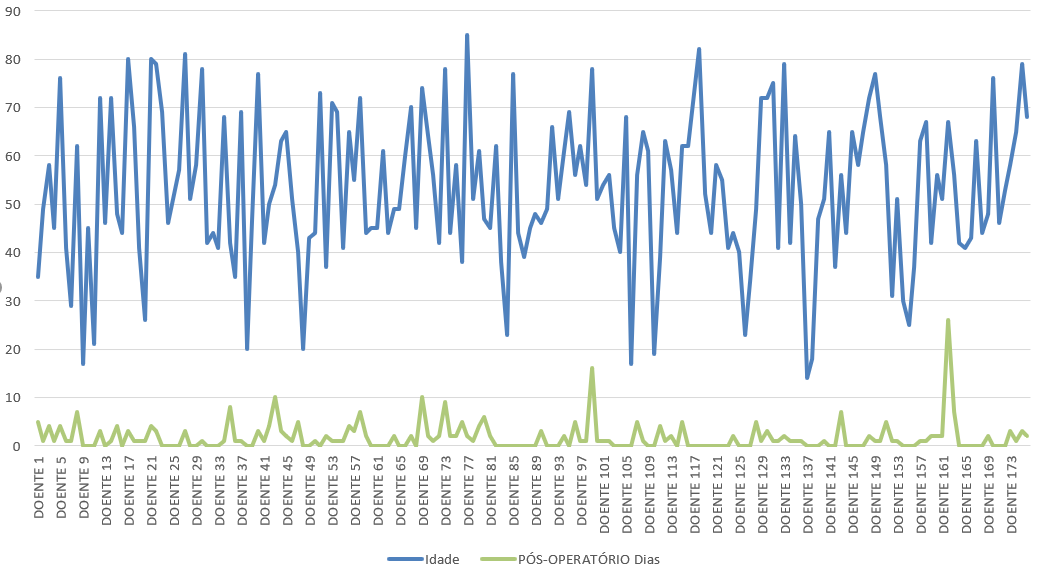 90
80
70
60
50
40
30
20
10
0
DOENTE 1
DOENTE 5
DOENTE 9
DOENTE 13
DOENTE 17
DOENTE 21
DOENTE 25
DOENTE 29
DOENTE 33
DOENTE 37
DOENTE 41
DOENTE 45
DOENTE 49
DOENTE 53
DOENTE 57
DOENTE 61
DOENTE 65
DOENTE 69
DOENTE 73
DOENTE 77
DOENTE 81
DOENTE 85
DOENTE 89
DOENTE 93
DOENTE 97
DOENTE 101
DOENTE 105
DOENTE 109
DOENTE 113
DOENTE 117
DOENTE 121
DOENTE 125
DOENTE 129
DOENTE 133
DOENTE 137
DOENTE 141
DOENTE 145
DOENTE 149
DOENTE 153
DOENTE 157
DOENTE 161
DOENTE 165
DOENTE 169
DOENTE 173
Idade
PÓS-OPERATÓRIO Dias